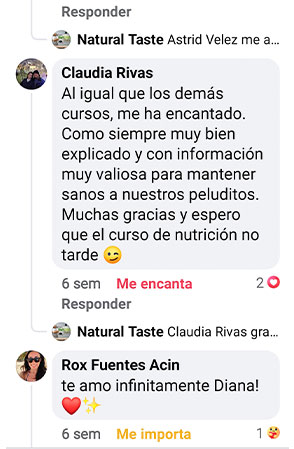 Responder
Natural Taste Astrid Velez me a...
Claudia Rivas
Al igual que los demás
cursos, me ha encantado.
Como siempre muy bien
explicado y con información
muy valiosa para mantener
sanos a nuestros peluditos.
Muchas gracias y espero
que el curso de nutrición no
tarde 😉
6 sem Me encanta 2
Responder
Natural Taste Claudia Rivas gra...
Rox Fuentes Acin
te amo infinitamente Diana!
❤️✨
6 sem Me importa 1